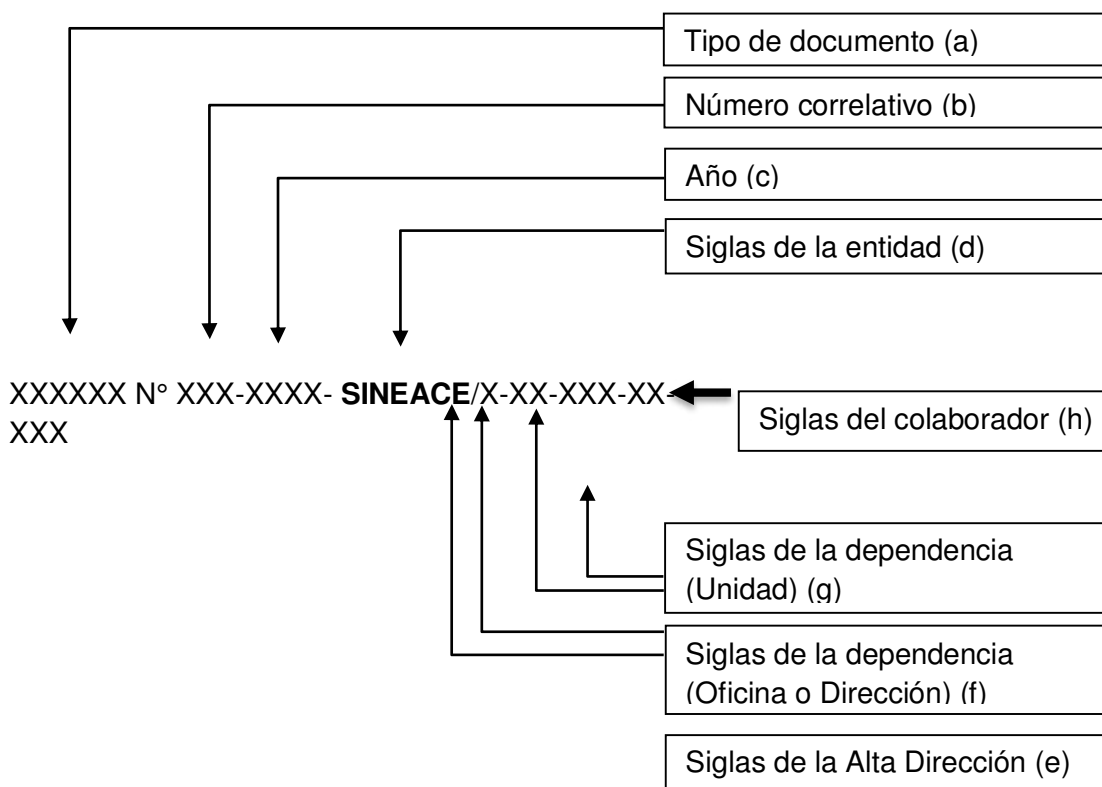 Tipo de documento (a)
Número correlativo (b)
Año (c)
Siglas de la entidad (d)
XXXXXX N° XXX-XXXX- SINEACE/X-XX-XXX-XX-
XXX
Siglas del colaborador (h)
Siglas de la dependencia
(Unidad) (g)
Siglas de la dependencia
(Oficina o Dirección) (f)
Siglas de la Alta Dirección (e)